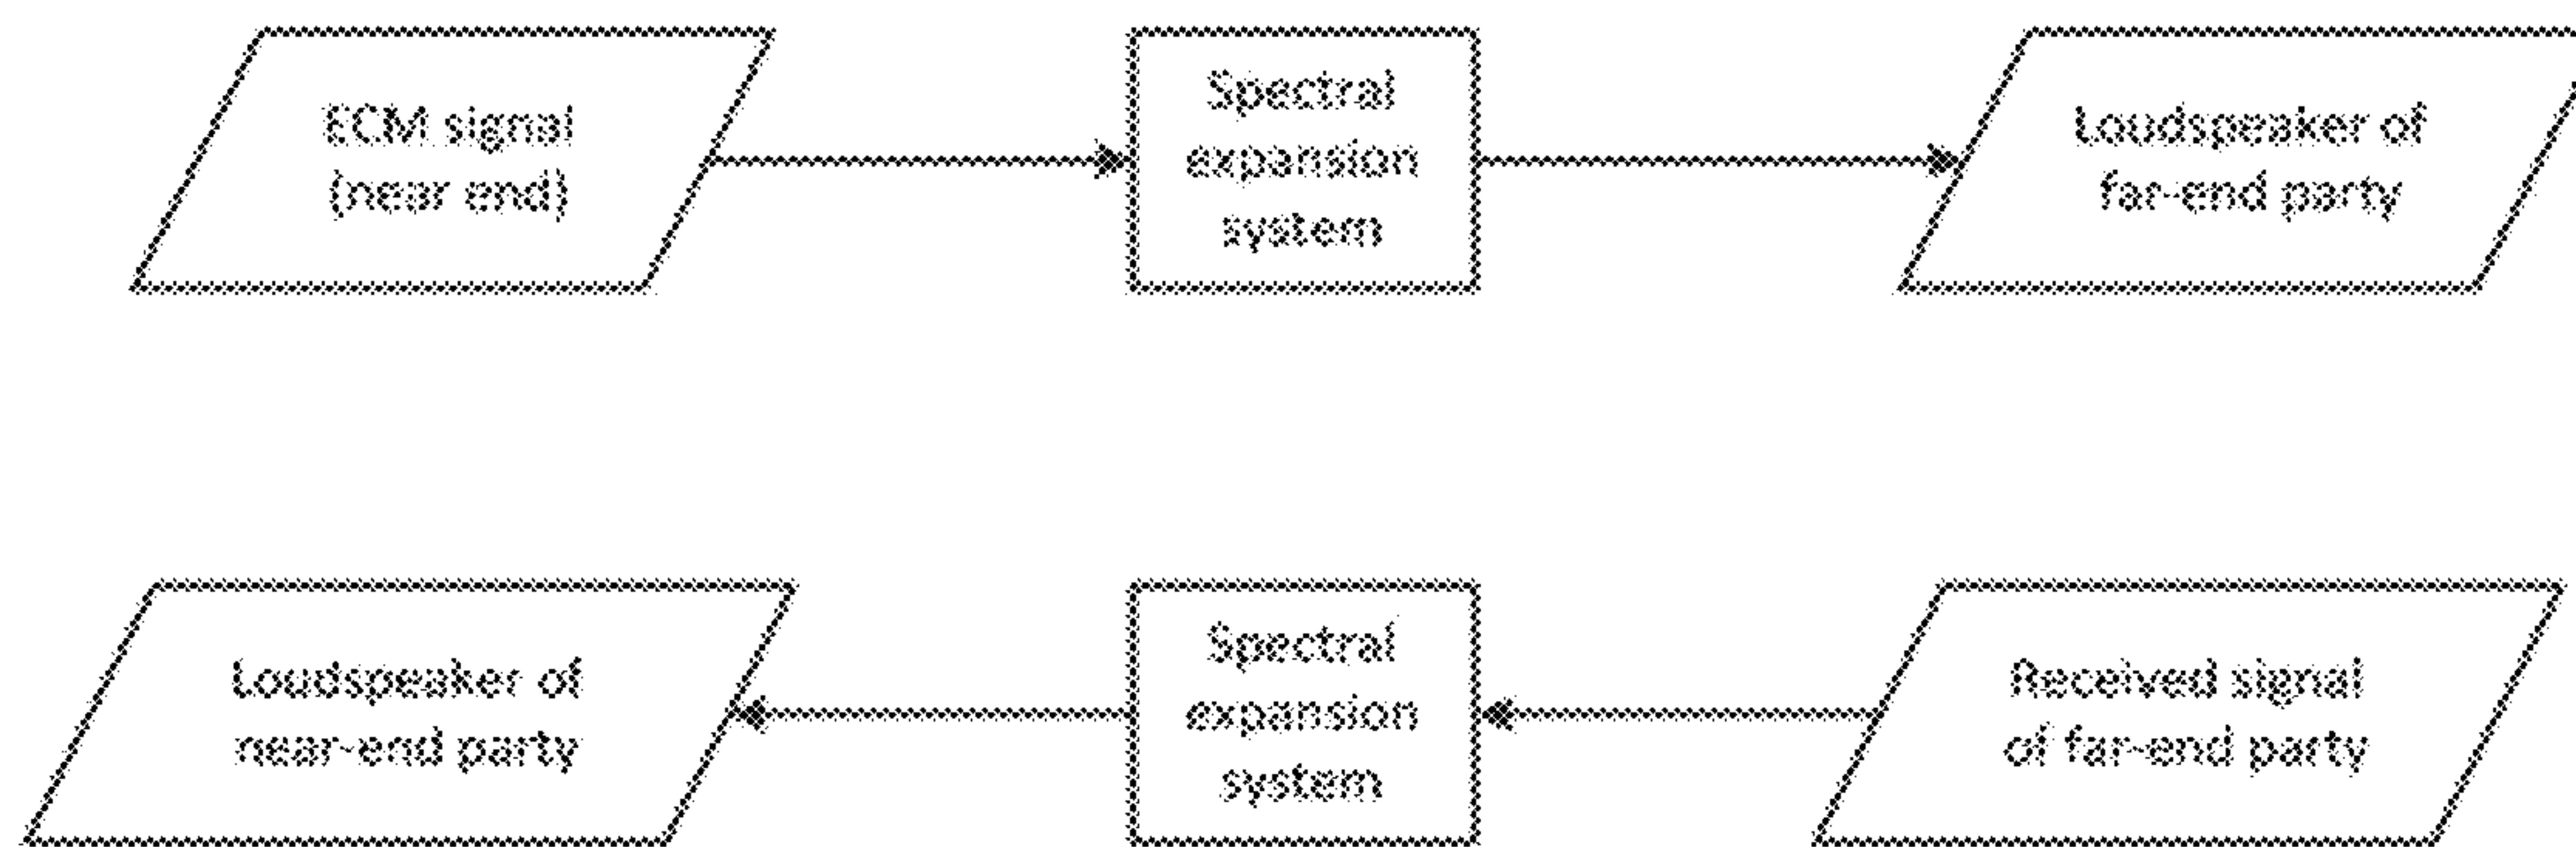 ECM signal
(near end)
Spectral
expansion
system
Loudspeaker of
far-end party
Loudspeaker of
near-end party
Spectral
expansion
system
Received signal
of far-end party